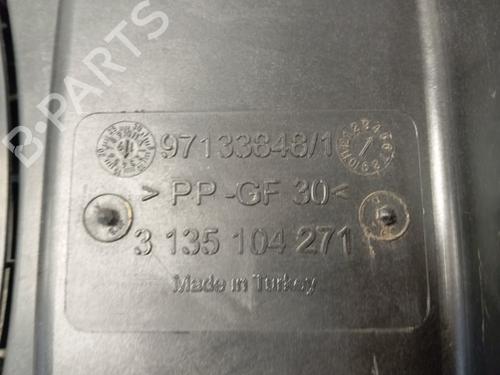 B-PARTS
97133848/1
>PP-GF 30<
3 135 104 271
Made in Turkey